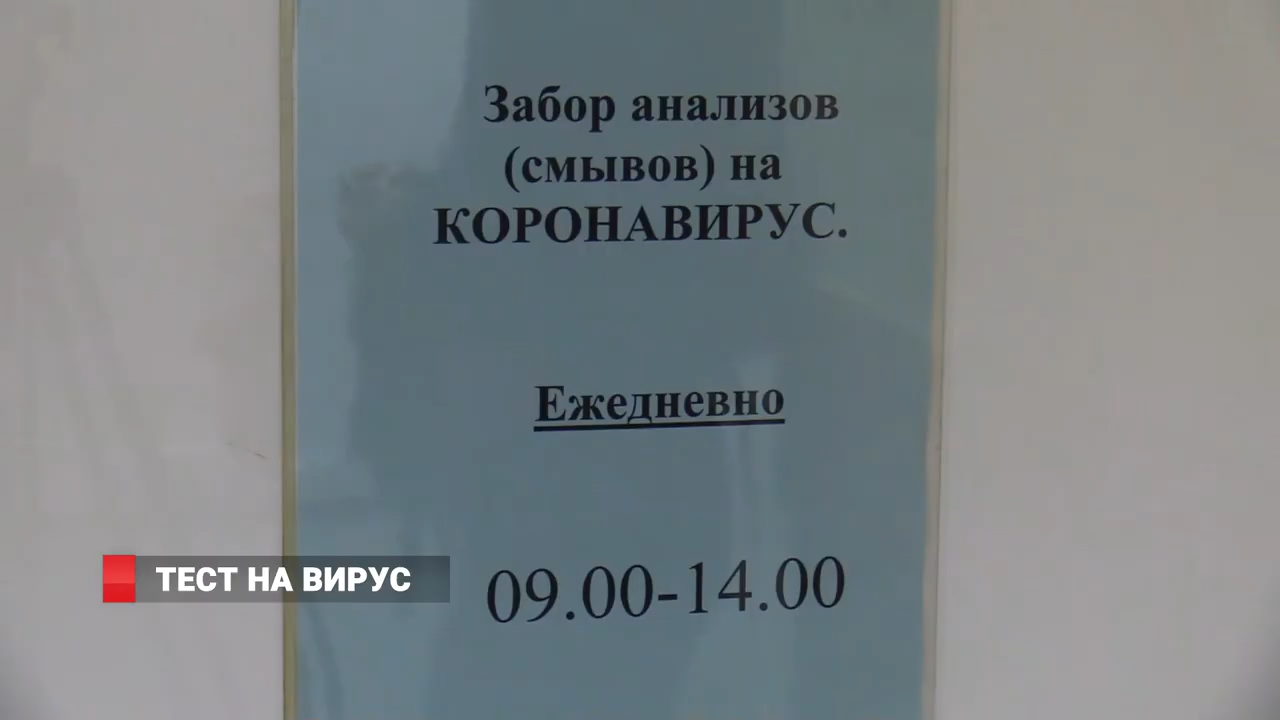 Забор анализов
(смывов) на
КОРОНАВИРУС.
Ежедневно
09.00-14.00
ТЕСТ НА ВИРУС